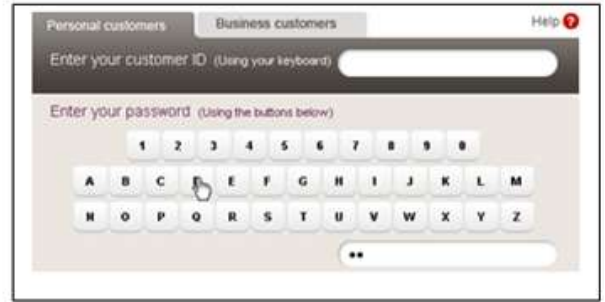 Personal customers Business customers Help ?
Enter your customer ID (Using your keyboard)
Enter your password (Using the buttons below)
1 2 3 4 5 6 7 8 9 0
A B C D E F G H I J K L M
N O P Q R S T U V W X Y Z
••